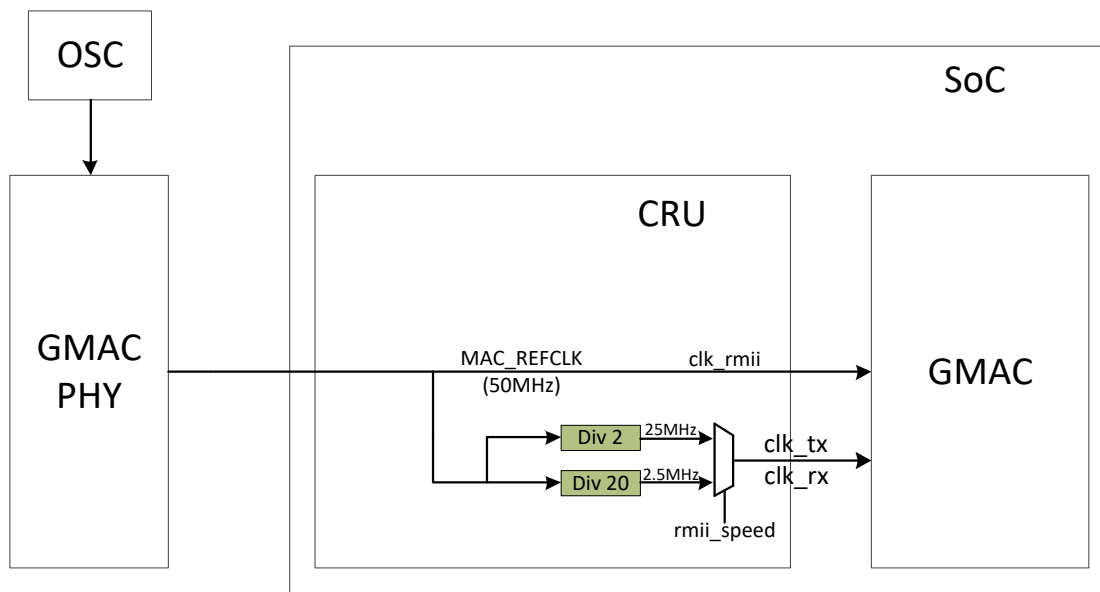 OSC
SoC
CRU
GMAC
PHY
MAC_REFCLK
(50MHz)
clk_rmii
GMAC
Div 2
25MHz
Div 20
2.5MHz
clk_tx
clk_rx
rmii_speed